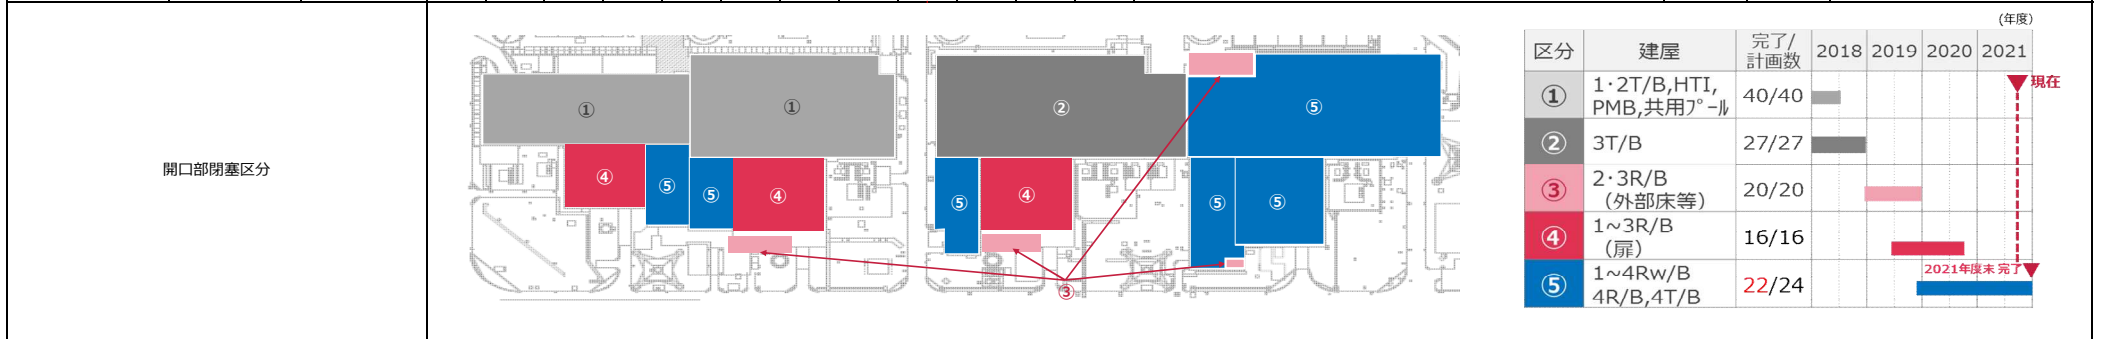 開口部閉塞区分
①
①
②
⑤
④
⑤
⑤
④
⑤
④
⑤
⑤
③
(年度)
区分 建屋 完了/計画数 2018 2019 2020 2021
① 1・2T/B,HTI, PMB,共用ﾌﾟｰﾙ 40/40
現在
② 3T/B 27/27
③ 2・3R/B (外部床等) 20/20
④ 1~3R/B (扉) 16/16
2021年度末 完了
⑤ 1~4Rw/B 4R/B,4T/B 22/24